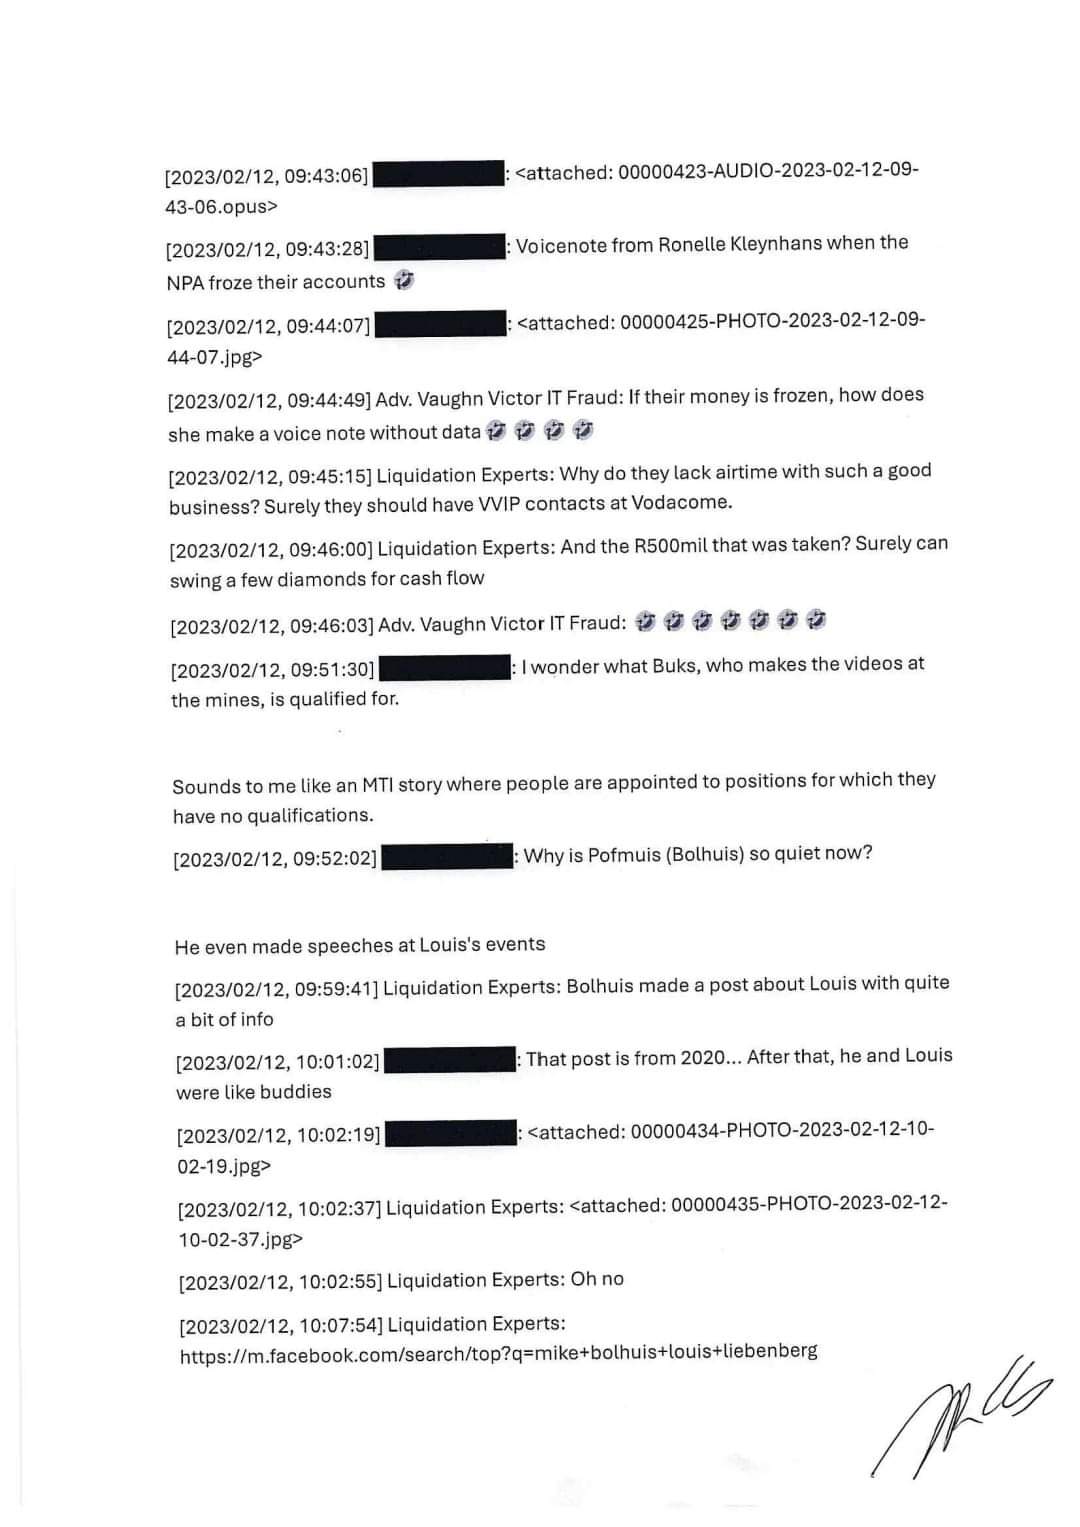 [2023/02/12, 09:43:06] : <attached: 00000423-AUDIO-2023-02-12-09-
43-06.opus>
[2023/02/12, 09:43:28] : Voicenote from Ronelle Kleynhans when the
NPA froze their accounts 🤣
[2023/02/12, 09:44:07] : <attached: 00000425-PHOTO-2023-02-12-09-
44-07.jpg>
[2023/02/12, 09:44:49] Adv. Vaughn Victor IT Fraud: If their money is frozen, how does
she make a voice note without data 🤣 🤣 🤣 🤣
[2023/02/12, 09:45:15] Liquidation Experts: Why do they lack airtime with such a good
business? Surely they should have VVIP contacts at Vodacome.
[2023/02/12, 09:46:00] Liquidation Experts: And the R500mil that was taken? Surely can
swing a few diamonds for cash flow
[2023/02/12, 09:46:03] Adv. Vaughn Victor IT Fraud: 🤣 🤣 🤣 🤣 🤣 🤣 🤣
[2023/02/12, 09:51:30] : I wonder what Buks, who makes the videos at
the mines, is qualified for.
Sounds to me like an MTI story where people are appointed to positions for which they
have no qualifications.
[2023/02/12, 09:52:02] : Why is Pofmuis (Bolhuis) so quiet now?
He even made speeches at Louis's events
[2023/02/12, 09:59:41] Liquidation Experts: Bolhuis made a post about Louis with quite
a bit of info
[2023/02/12, 10:01:02] : That post is from 2020... After that, he and Louis
were like buddies
[2023/02/12, 10:02:19] : <attached: 00000434-PHOTO-2023-02-12-10-
02-19.jpg>
[2023/02/12, 10:02:37] Liquidation Experts: <attached: 00000435-PHOTO-2023-02-12-
10-02-37.jpg>
[2023/02/12, 10:02:55] Liquidation Experts: Oh no
[2023/02/12, 10:07:54] Liquidation Experts:
https://m.facebook.com/search/top?q=mike+bolhuis+louis+liebenberg